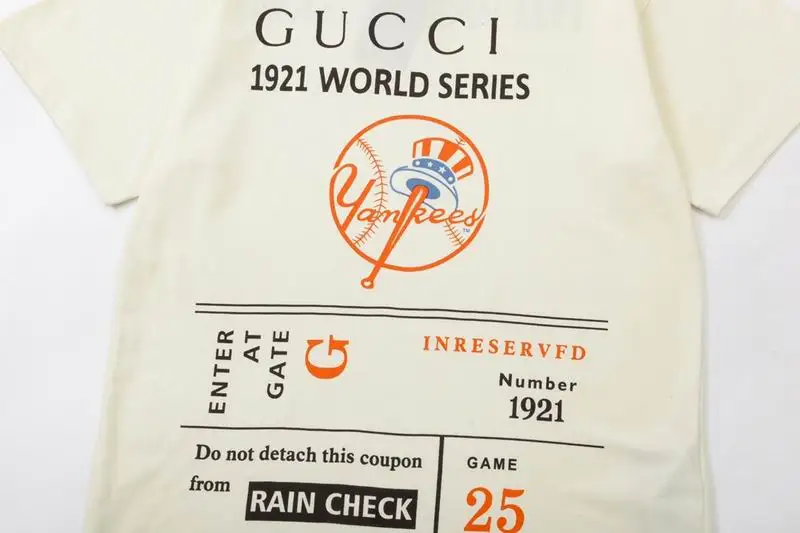 GUCCI
1921 WORLD SERIES
Yankees
TM
ENTER
AT
GATE
G
INRESERVFD
Number
1921
Do not detach this coupon
from
RAIN CHECK
GAME
25